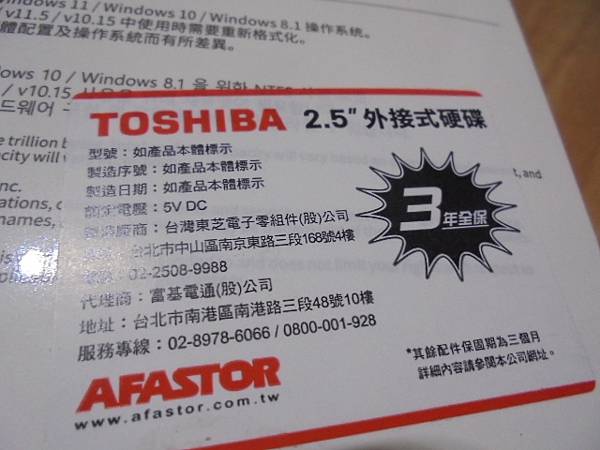 dows 11 / Windows 10 / Windows 8.1 操作系統。
/ v11.5 / v10.15 中使用時需要重新格式化。
體配置及操作系統而有所差異。
dows 10 / Windows 8.1 을 위한
/ v10.15
드웨어
TOSHIBA 2.5” 外接式硬碟
型號：如產品本體標示
製造序號：如產品本體標示
製造日期：如產品本體標示
額定電壓：5V DC
製造廠商：台灣東芝電子零組件(股)公司
台北市中山區南京東路三段168號4樓
02-2508-9988
代理商：富基電通(股)公司
地址：台北市南港區南港路三段48號10樓
服務專線：02-8978-6066 / 0800-001-928
3年全保
*其餘配件保固期為三個月
詳細內容請參閱本公司網址。
AFASTOR
www.afastor.com.tw
e trillion
city will
nc.
ations,
names,
and